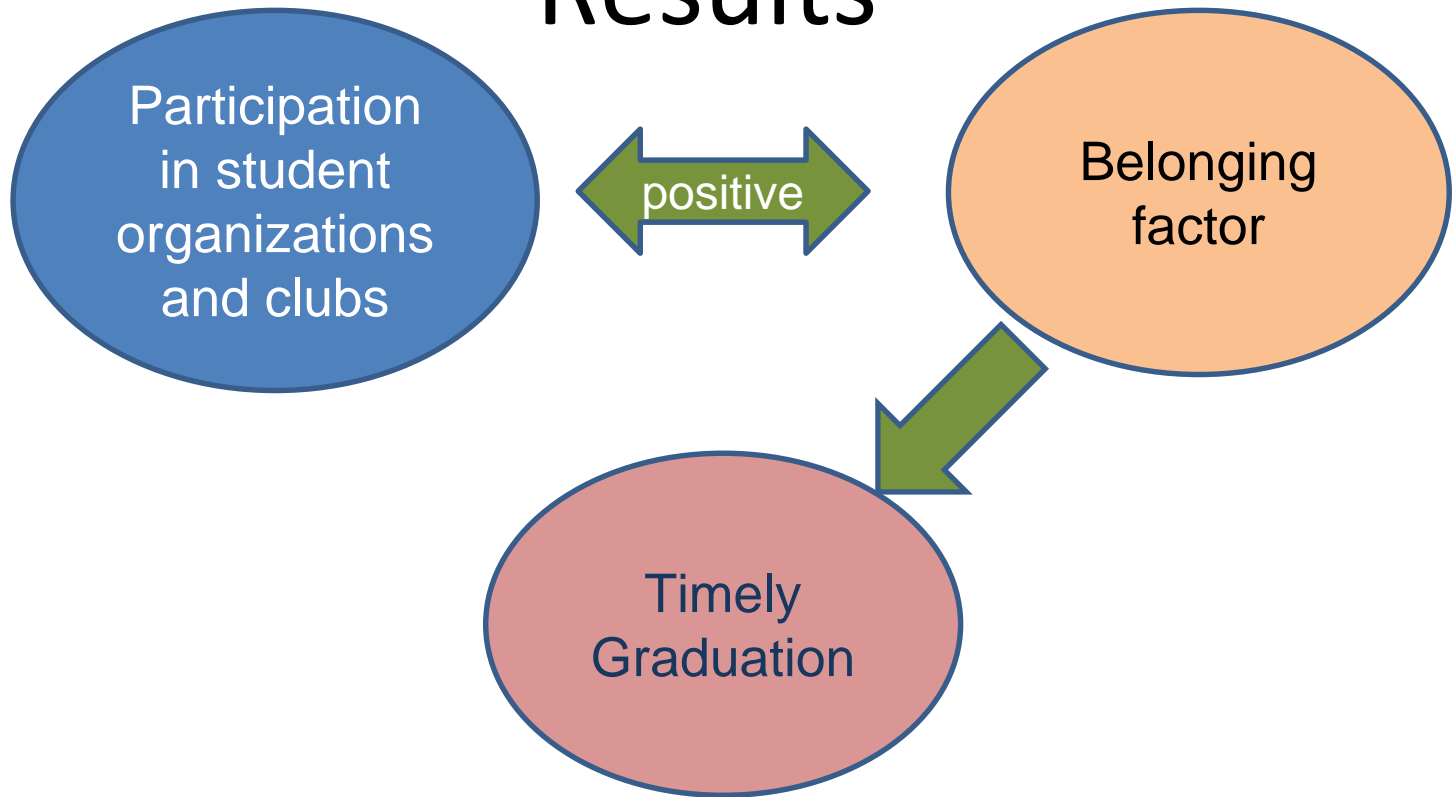 Results
Participation
in student
organizations
and clubs
positive
Belonging
factor
Timely
Graduation